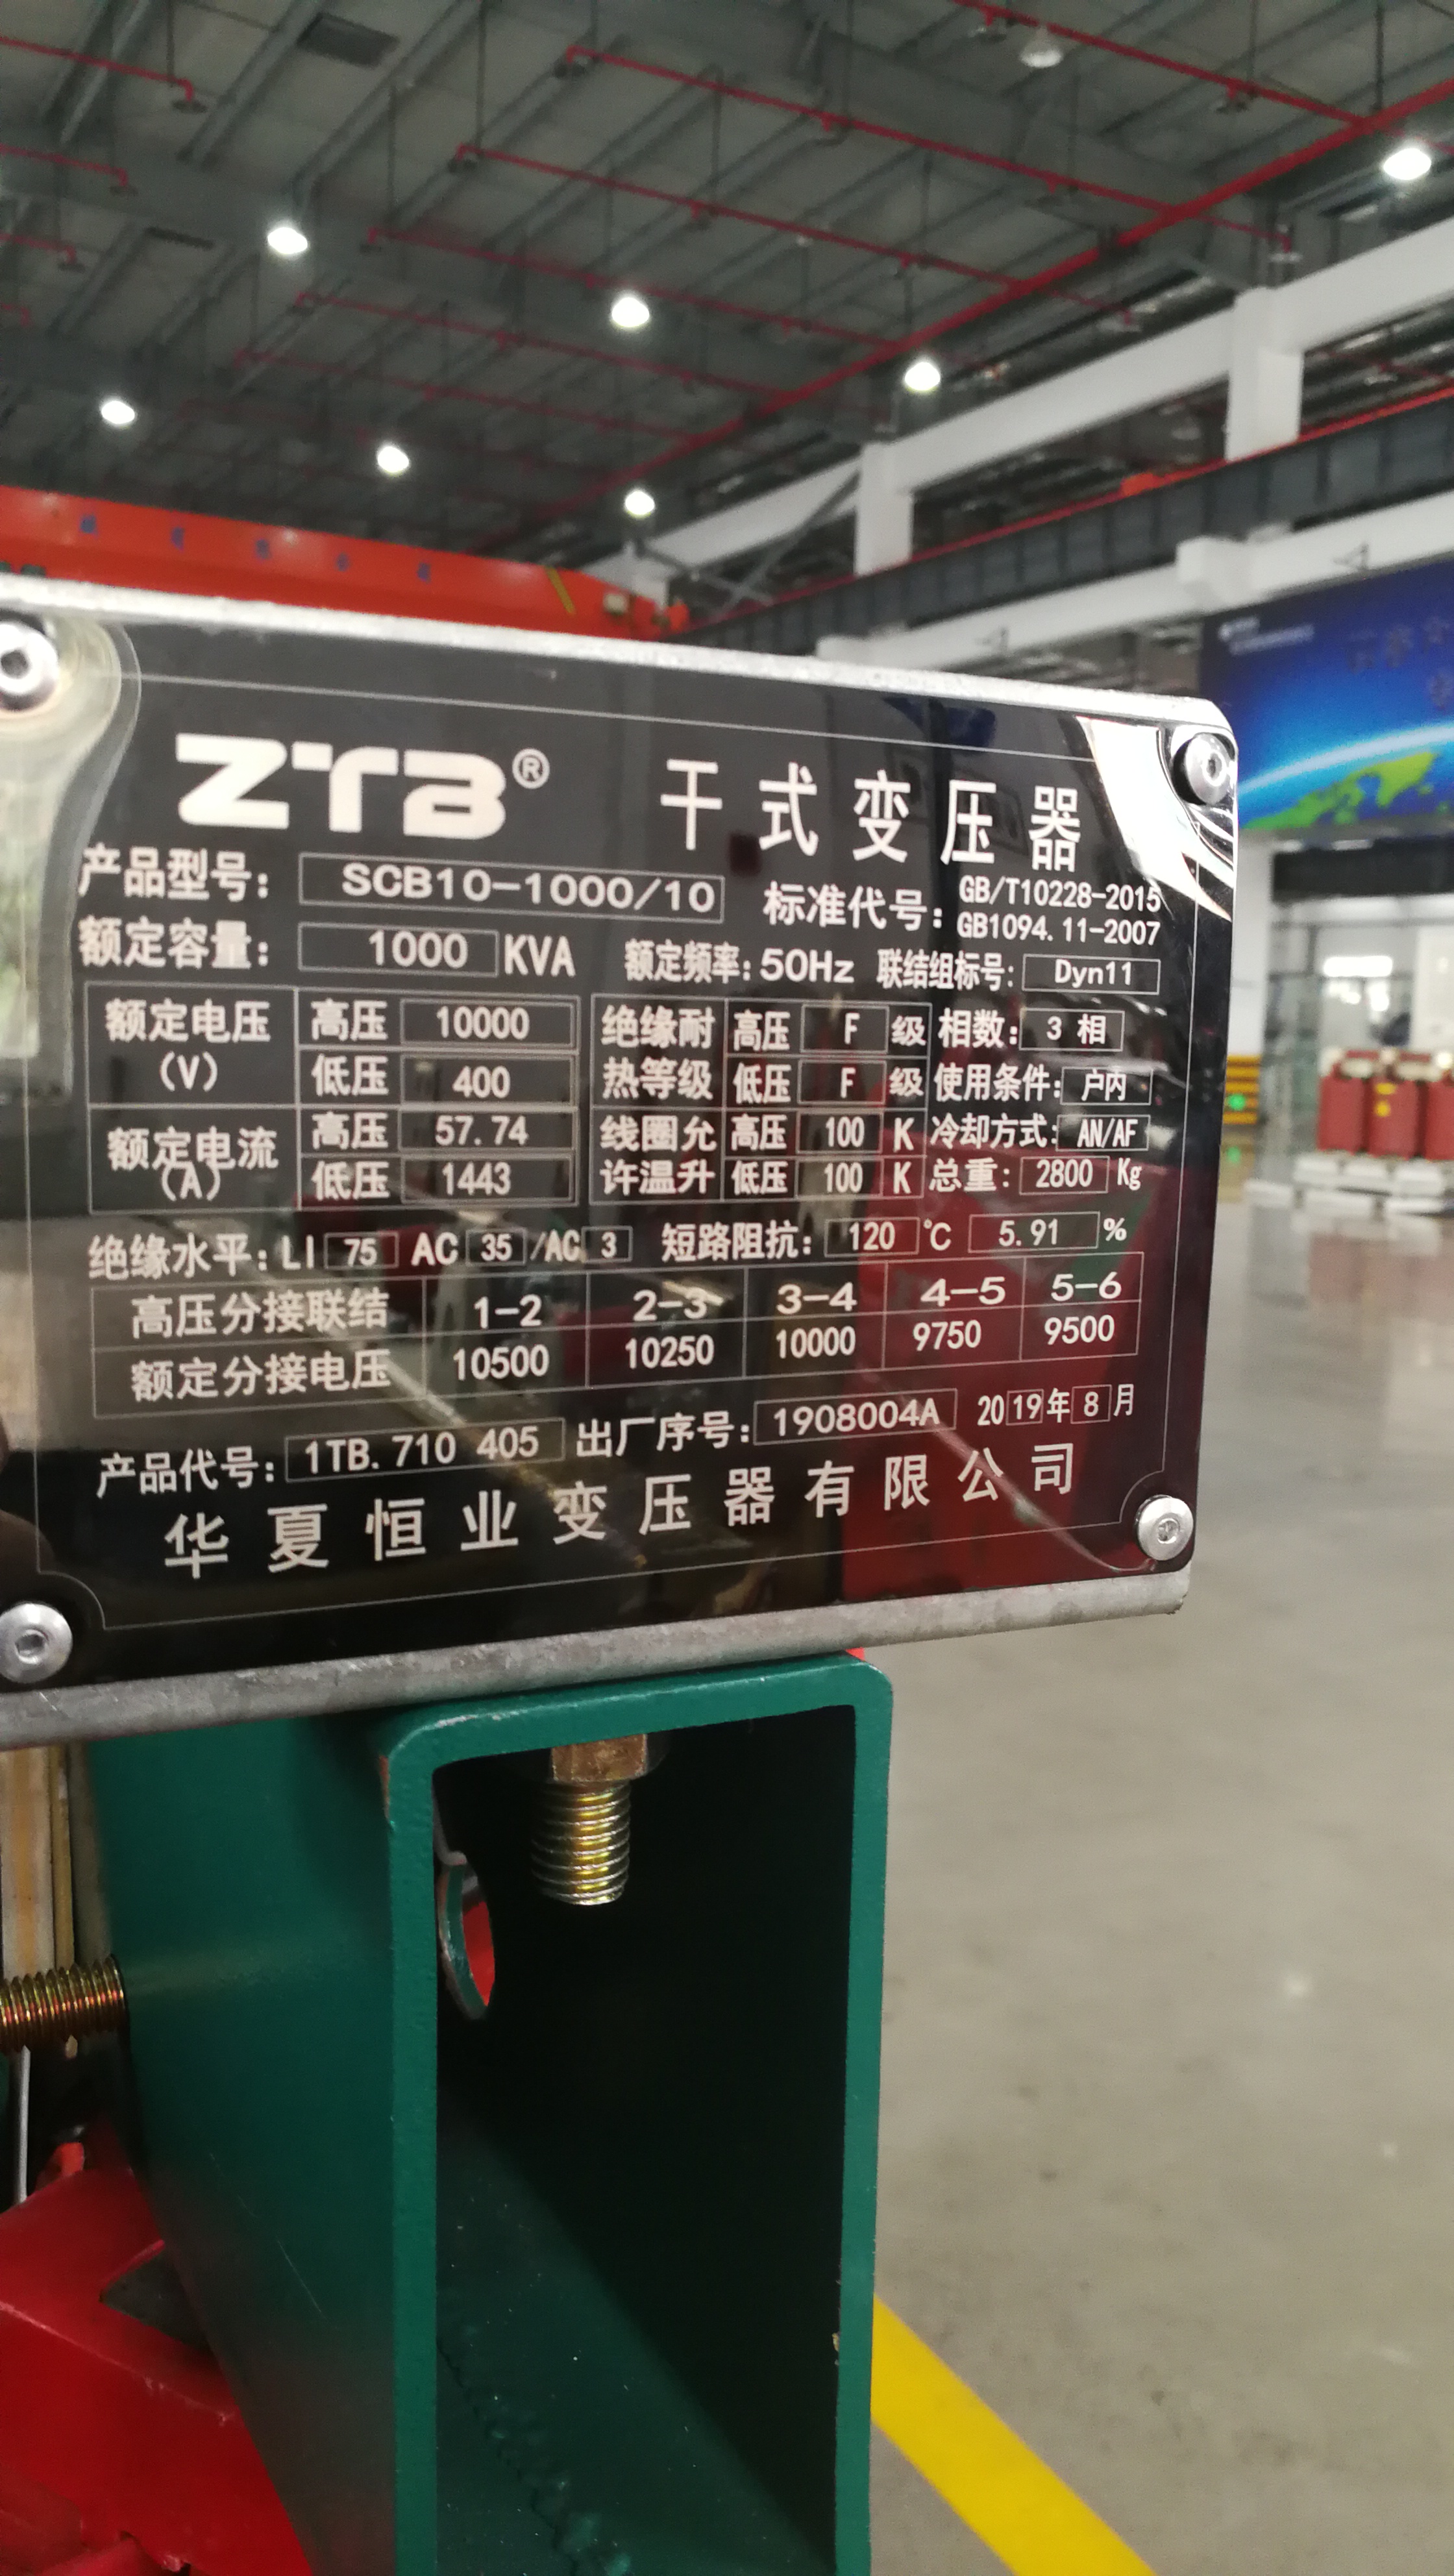 ZTB® 干式变压器
产品型号: SCB10-1000/10 标准代号: GB/T10228-2015
GB1094.11-2007
额定容量: 1000 KVA 额定频率:50Hz 联结组标号: Dyn11
额定电压 (V) 高压 10000 绝缘耐热等级 高压 F 级 相数: 3 相
低压 400 低压 F 级 使用条件: 户内
额定电流 (A) 高压 57.74 线圈允许温升 高压 100 K 冷却方式: AN/AF
低压 1443 低压 100 K 总重: 2800 Kg
绝缘水平: LI 75 AC 35 /AC 3 短路阻抗: 120 ℃ 5.91 %
高压分接联结 1-2 2-3 3-4 4-5 5-6
额定分接电压 10500 10250 10000 9750 9500
产品代号: 1TB.710 405 出厂序号: 1908004A 2019年8月
华夏恒业变压器有限公司